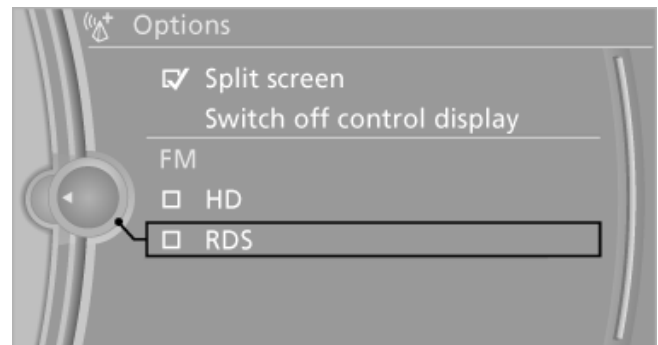 Options
Split screen
Switch off control display
FM
HD
RDS